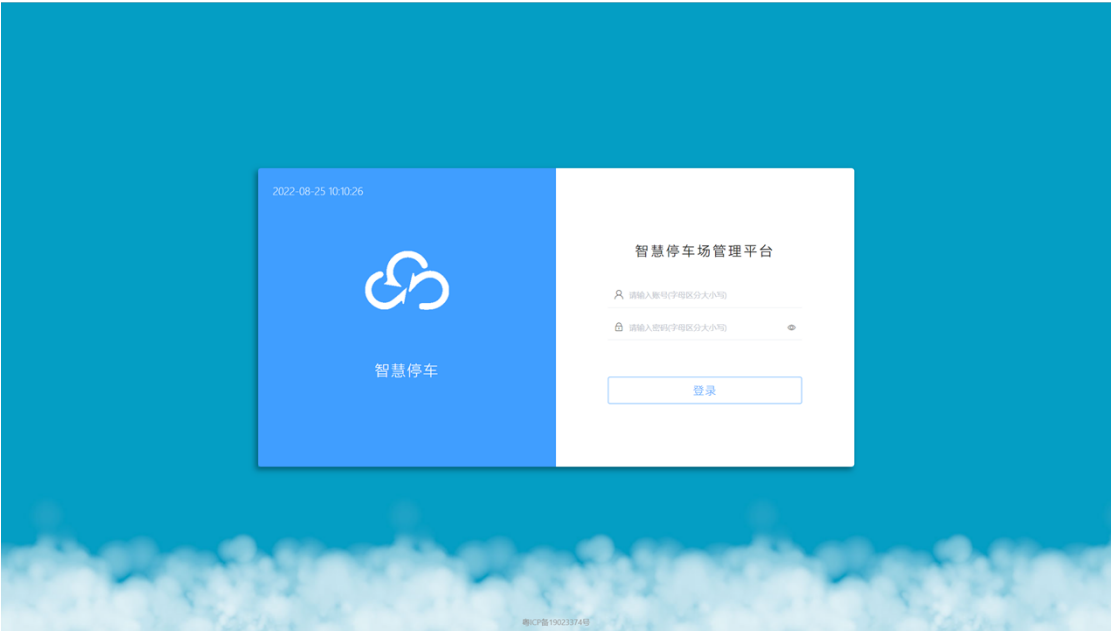 2022-08-25 10:10:26
智慧停车
智慧停车场管理平台
请输入账号(字母区分大小写)
请输入密码(字母区分大小写)
登录
粤ICP备19023374号